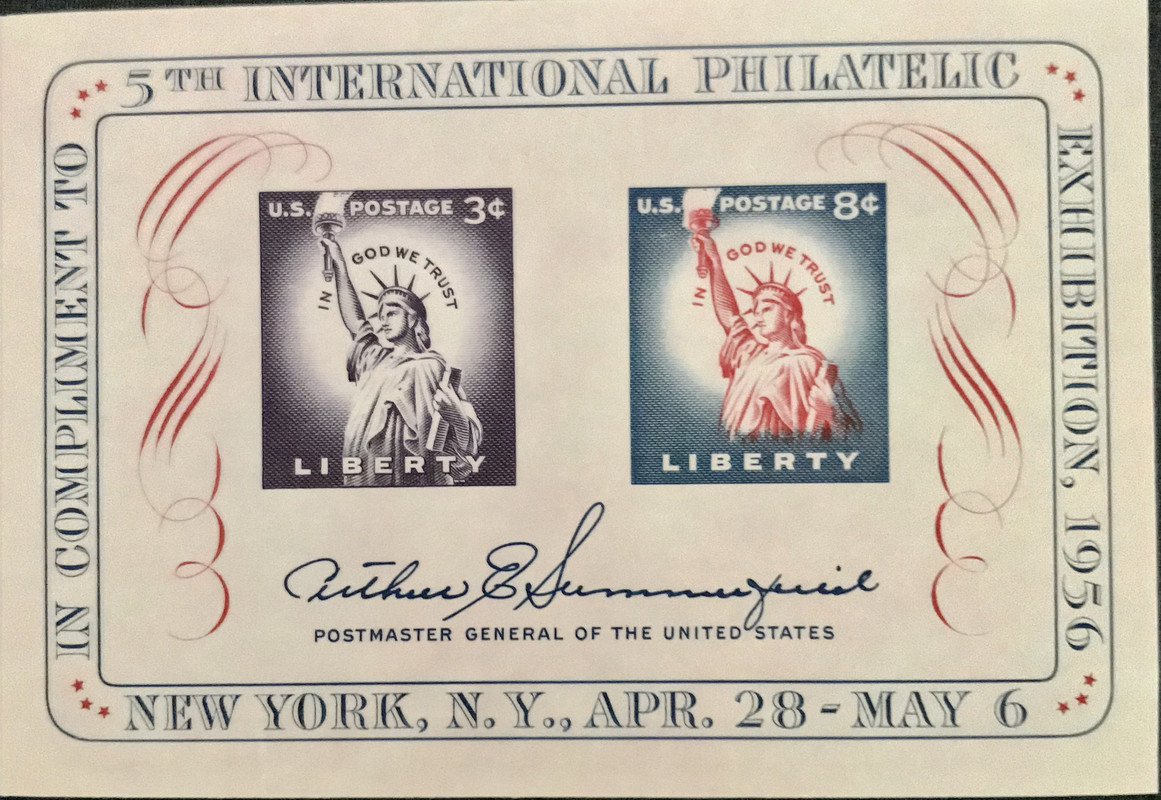 IN COMPLIMENT TO
5TH INTERNATIONAL PHILATELIC
EXHIBITION, 1956
U.S. POSTAGE 3¢
IN GOD WE TRUST
LIBERTY
U.S. POSTAGE 8¢
IN GOD WE TRUST
LIBERTY
Arthur E Summerfield
POSTMASTER GENERAL OF THE UNITED STATES
NEW YORK, N. Y., APR. 28 - MAY 6